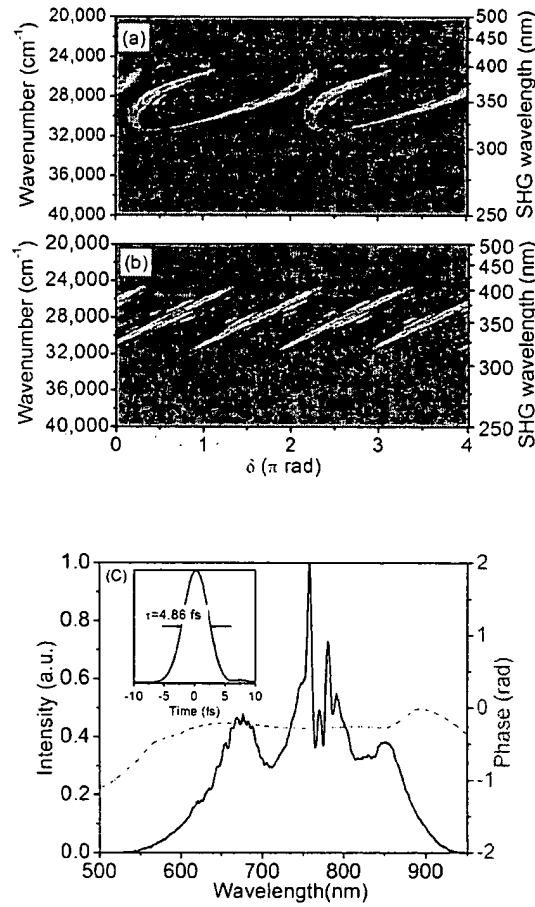 (a)
Wavenumber (cm⁻¹)
20,000
24,000
28,000
32,000
36,000
40,000
500
450
400
350
300
250
SHG wavelength (nm)
(b)
Wavenumber (cm⁻¹)
20,000
24,000
28,000
32,000
36,000
40,000
500
450
400
350
300
250
SHG wavelength (nm)
0 1 2 3 4
δ (π rad)
(C)
Intensity (a.u.)
1.0
0.8
0.6
0.4
0.2
0.0
τ=4.86 fs
-10 -5 0 5 10
Time (fs)
2
1
0
-1
-2
Phase (rad)
500 600 700 800 900
Wavelength(nm)